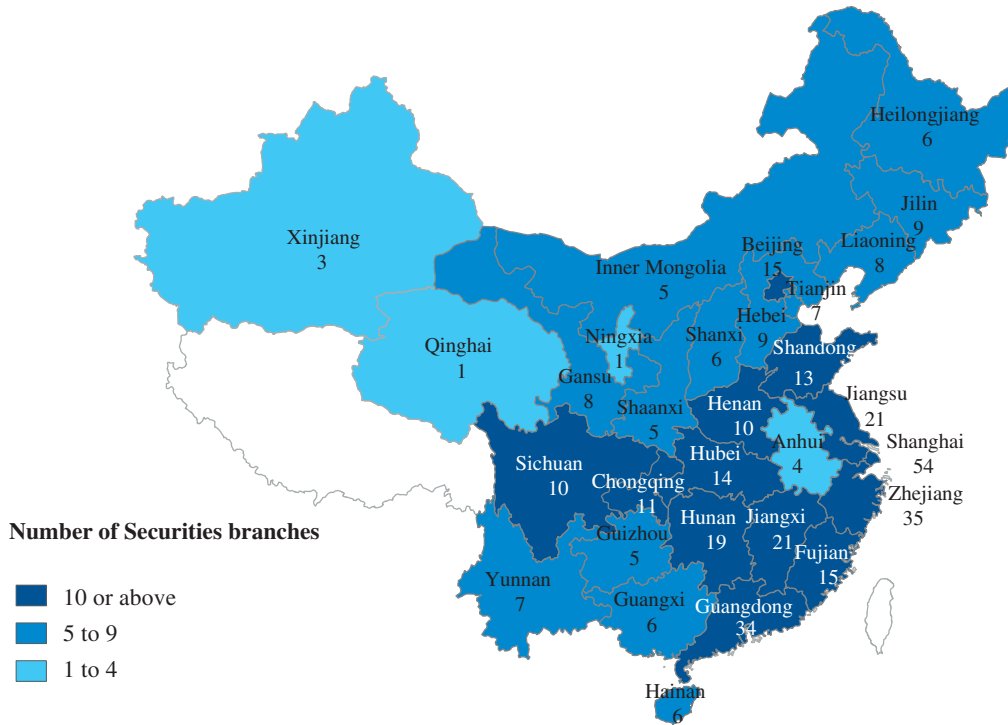 Heilongjiang
6
Jilin
9
Liaoning
8
Beijing
15
Tianjin
7
Inner Mongolia
5
Hebei
9
Xinjiang
3
Ningxia
1
Shanxi
6
Qinghai
1
Gansu
8
Shandong
13
Shaanxi
5
Henan
10
Jiangsu
21
Anhui
4
Shanghai
54
Hubei
14
Sichuan
10
Chongqing
11
Zhejiang
35
Hunan
19
Jiangxi
21
Guizhou
5
Fujian
15
Yunnan
7
Guangxi
6
Guangdong
34
Hainan
6
Number of Securities branches
10 or above
5 to 9
1 to 4